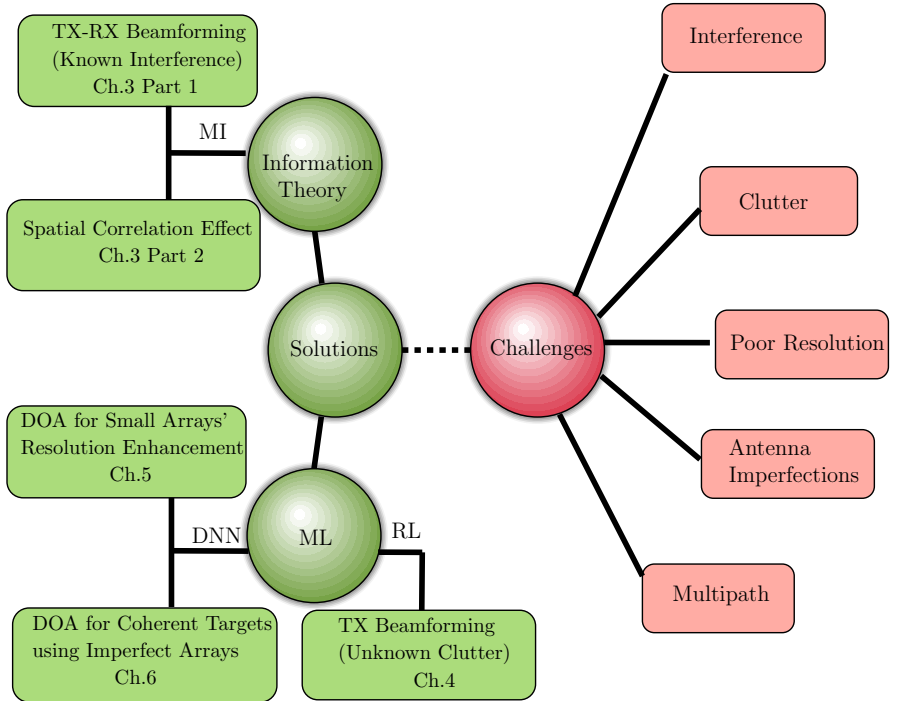 TX-RX Beamforming
(Known Interference)
Ch.3 Part 1
MI
Information
Theory
Spatial Correlation Effect
Ch.3 Part 2
Solutions
DOA for Small Arrays’
Resolution Enhancement
Ch.5
DNN
ML
RL
DOA for Coherent Targets
using Imperfect Arrays
Ch.6
TX Beamforming
(Unknown Clutter)
Ch.4
Challenges
Interference
Clutter
Poor Resolution
Antenna
Imperfections
Multipath